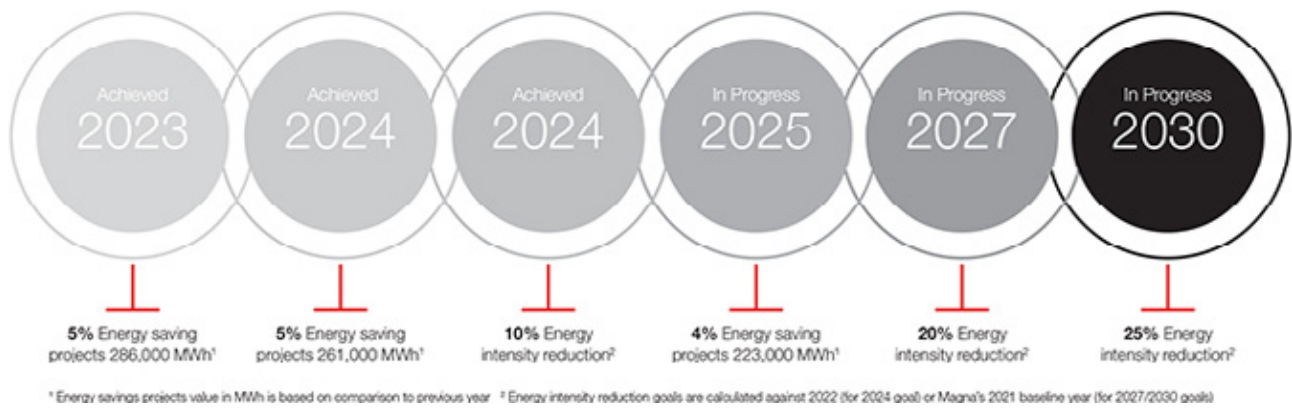 Achieved
2023
Achieved
2024
Achieved
2024
In Progress
2025
In Progress
2027
In Progress
2030
5% Energy saving
projects 286,000 MWh¹
5% Energy saving
projects 261,000 MWh¹
10% Energy
intensity reduction²
4% Energy saving
projects 223,000 MWh¹
20% Energy
intensity reduction²
25% Energy
intensity reduction²
¹ Energy savings projects value in MWh is based on comparison to previous year ² Energy intensity reduction goals are calculated against 2022 (for 2024 goal) or Magna's 2021 baseline year (for 2027/2030 goals)